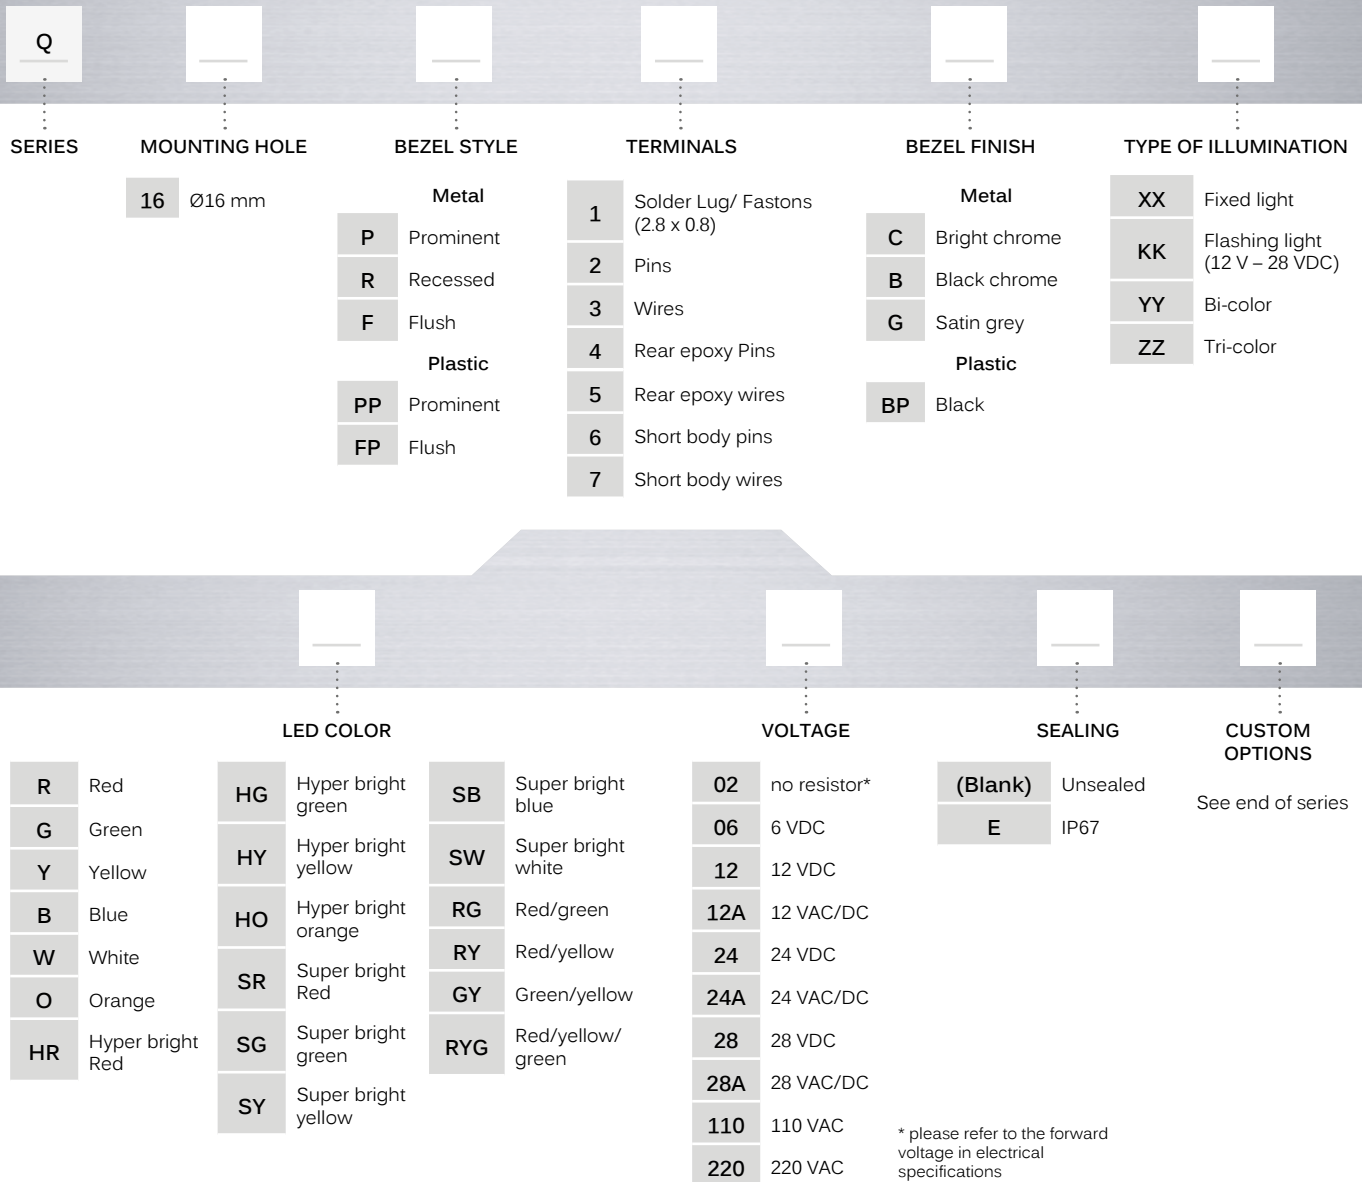 Q
SERIES
MOUNTING HOLE
16 Ø16 mm
BEZEL STYLE
Metal
P Prominent
R Recessed
F Flush
Plastic
PP Prominent
FP Flush
TERMINALS
1 Solder Lug/ Fastons
(2.8 x 0.8)
2 Pins
3 Wires
4 Rear epoxy Pins
5 Rear epoxy wires
6 Short body pins
7 Short body wires
BEZEL FINISH
Metal
C Bright chrome
B Black chrome
G Satin grey
Plastic
BP Black
TYPE OF ILLUMINATION
XX Fixed light
KK Flashing light
(12 V – 28 VDC)
YY Bi-color
ZZ Tri-color
LED COLOR
R Red
G Green
Y Yellow
B Blue
W White
O Orange
HR Hyper bright
Red
HG Hyper bright
green
HY Hyper bright
yellow
HO Hyper bright
orange
SR Super bright
Red
SG Super bright
green
SY Super bright
yellow
SB Super bright
blue
SW Super bright
white
RG Red/green
RY Red/yellow
GY Green/yellow
RYG Red/yellow/
green
VOLTAGE
02 no resistor*
06 6 VDC
12 12 VDC
12A 12 VAC/DC
24 24 VDC
24A 24 VAC/DC
28 28 VDC
28A 28 VAC/DC
110 110 VAC
220 220 VAC
SEALING
(Blank) Unsealed
E IP67
CUSTOM
OPTIONS
See end of series
* please refer to the forward
voltage in electrical
specifications